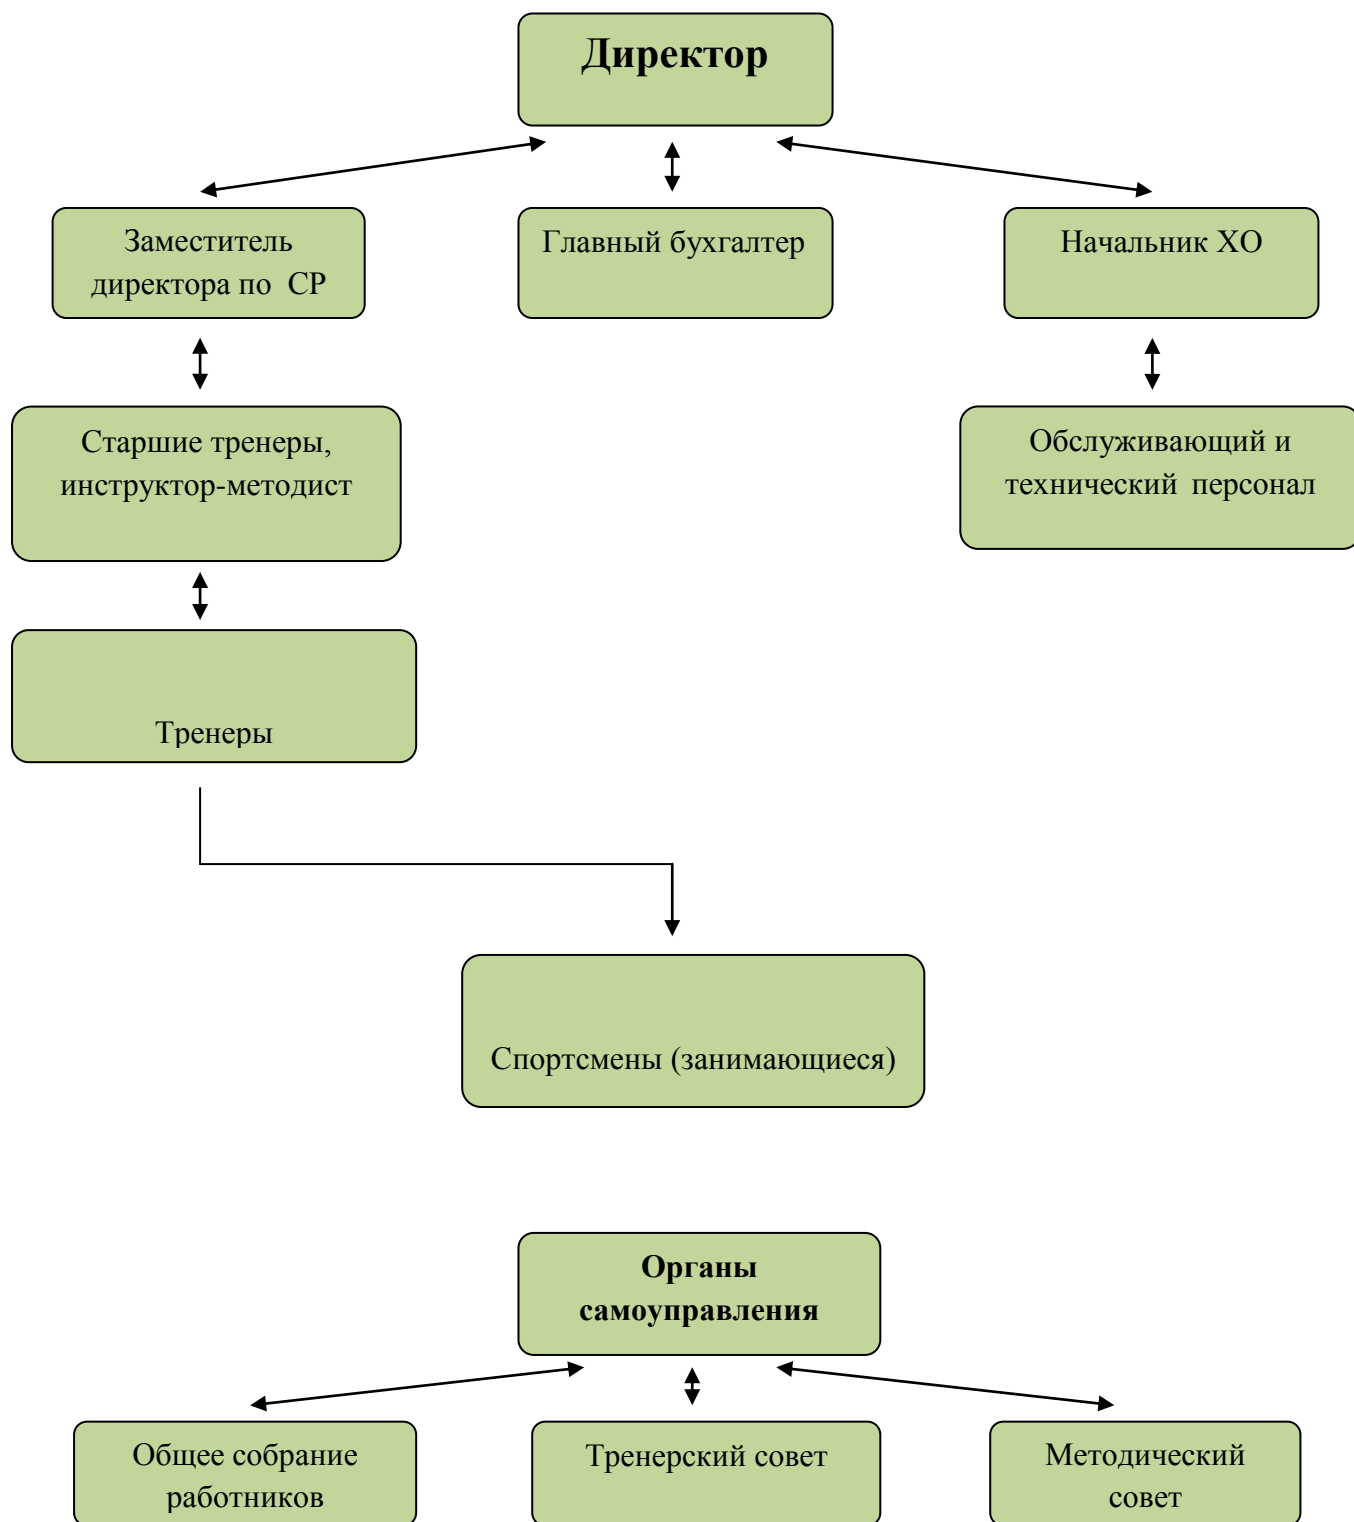 Директор
Заместитель
директора по СР
Главный бухгалтер
Начальник ХО
Старшие тренеры,
инструктор-методист
Обслуживающий и
технический персонал
Тренеры
Спортсмены (занимающиеся)
Органы
самоуправления
Общее собрание
работников
Тренерский совет
Методический
совет